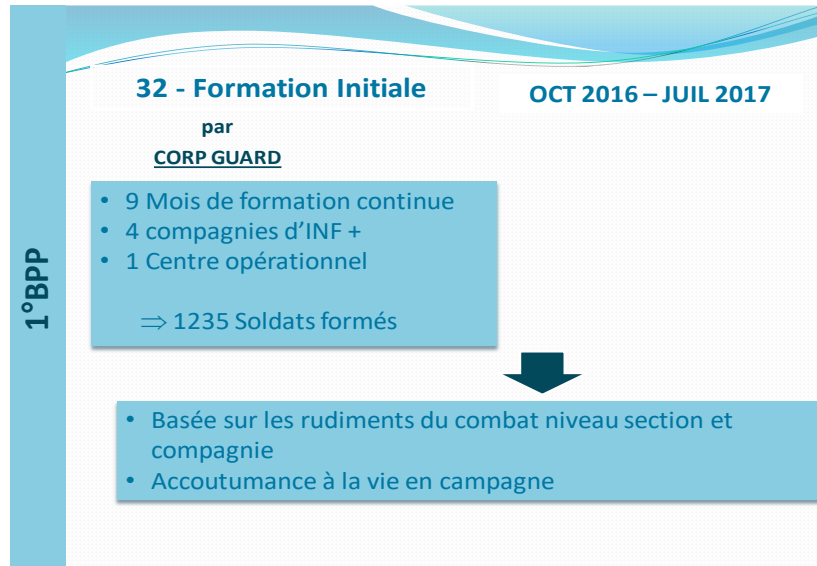 32 - Formation Initiale
OCT 2016 – JUIL 2017
par
CORP GUARD
1°BPP
• 9 Mois de formation continue
• 4 compagnies d’INF +
• 1 Centre opérationnel
⇒ 1235 Soldats formés
• Basée sur les rudiments du combat niveau section et
compagnie
• Accoutumance à la vie en campagne